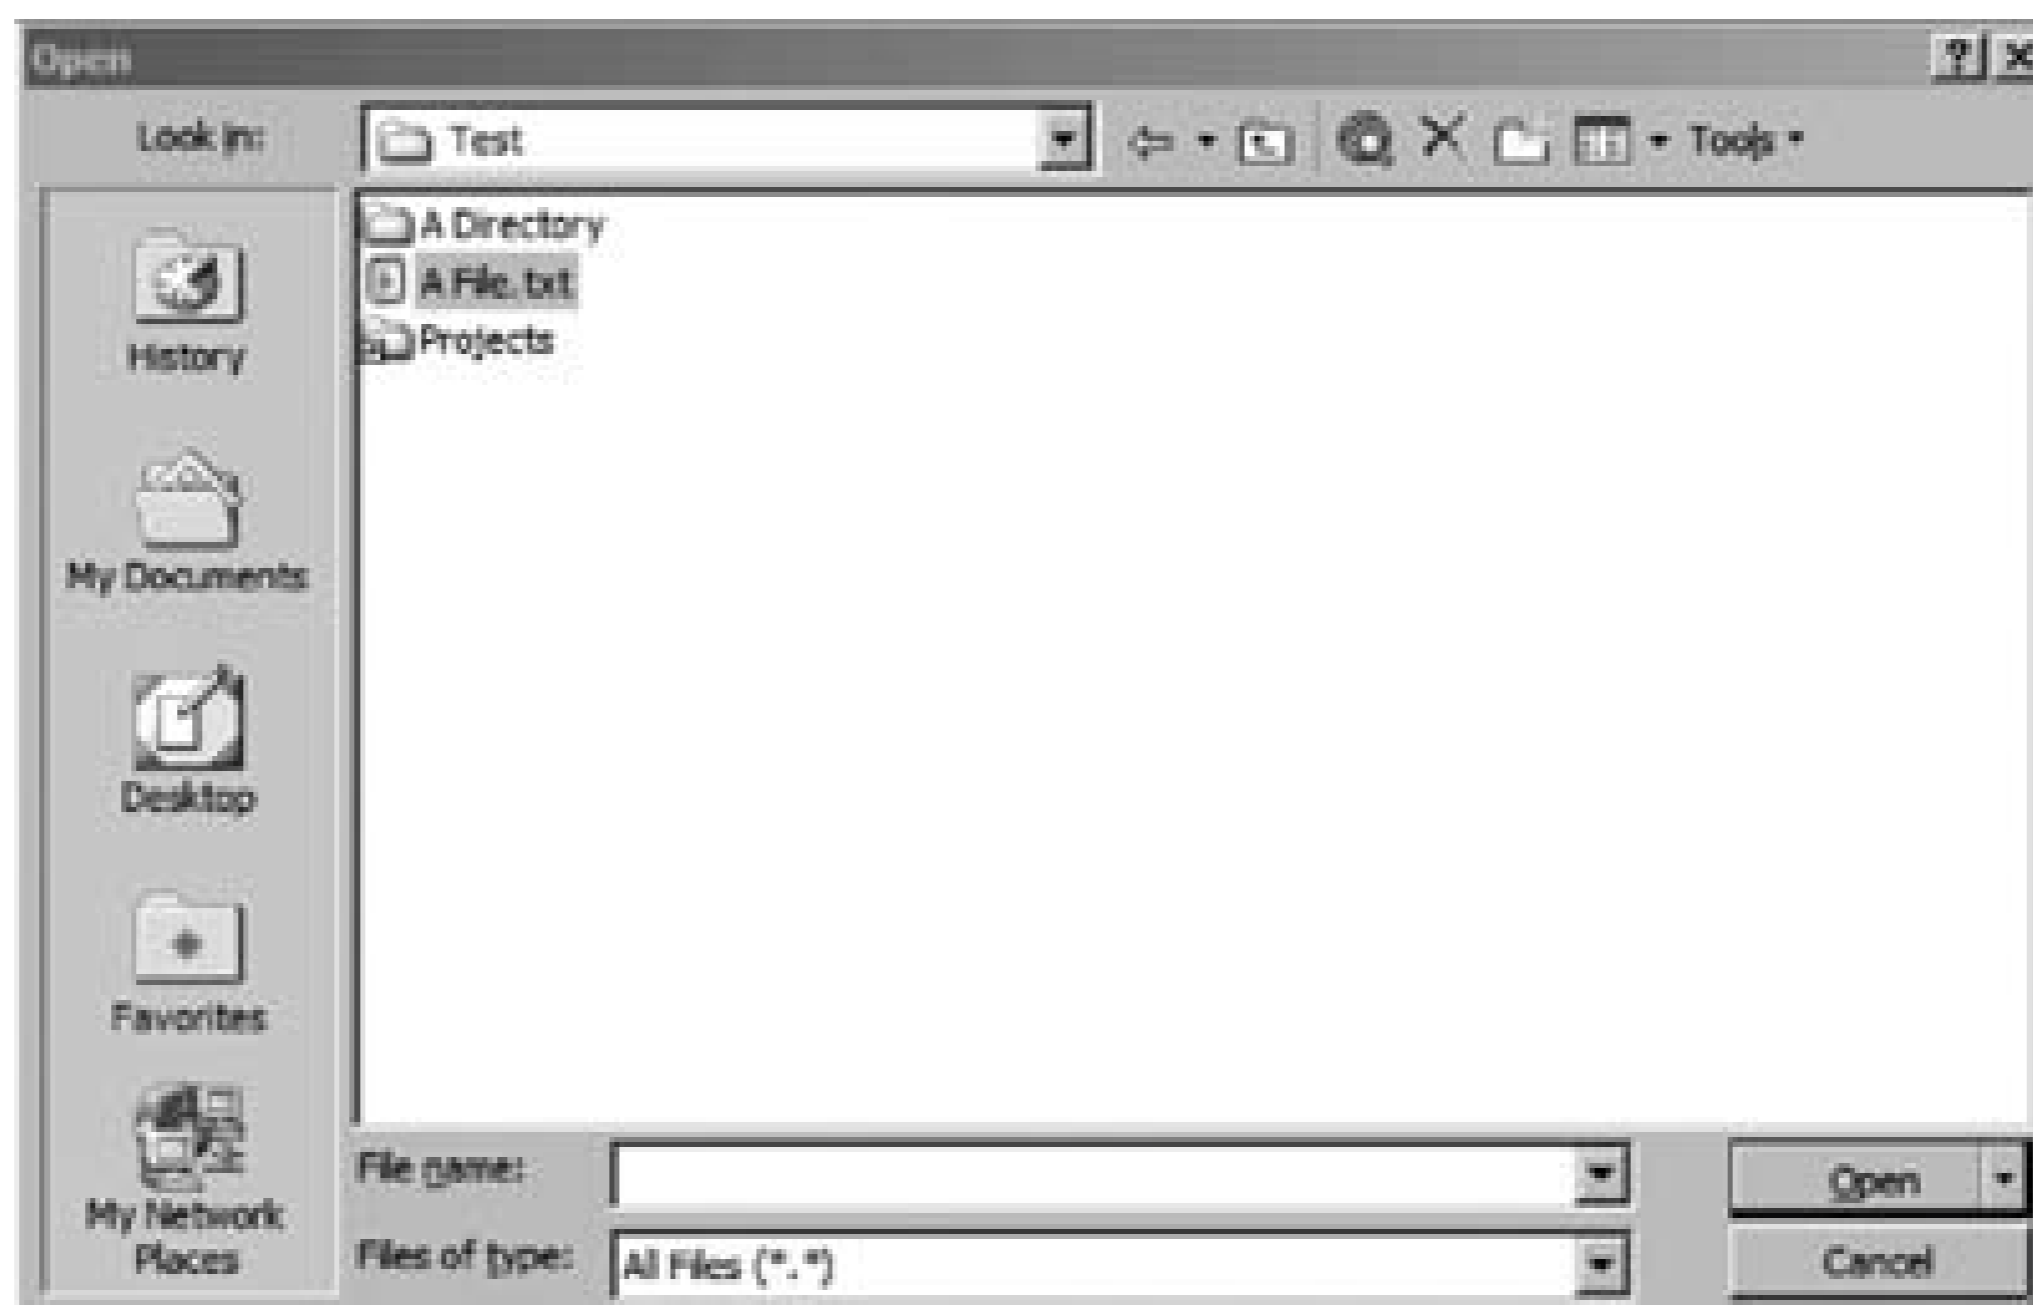 Open
Look in:
Test
Tools
A Directory
A File.txt
Projects
History
My Documents
Desktop
Favorites
My Network
Places
File name:
Open
Files of type:
All Files (*.*)
Cancel